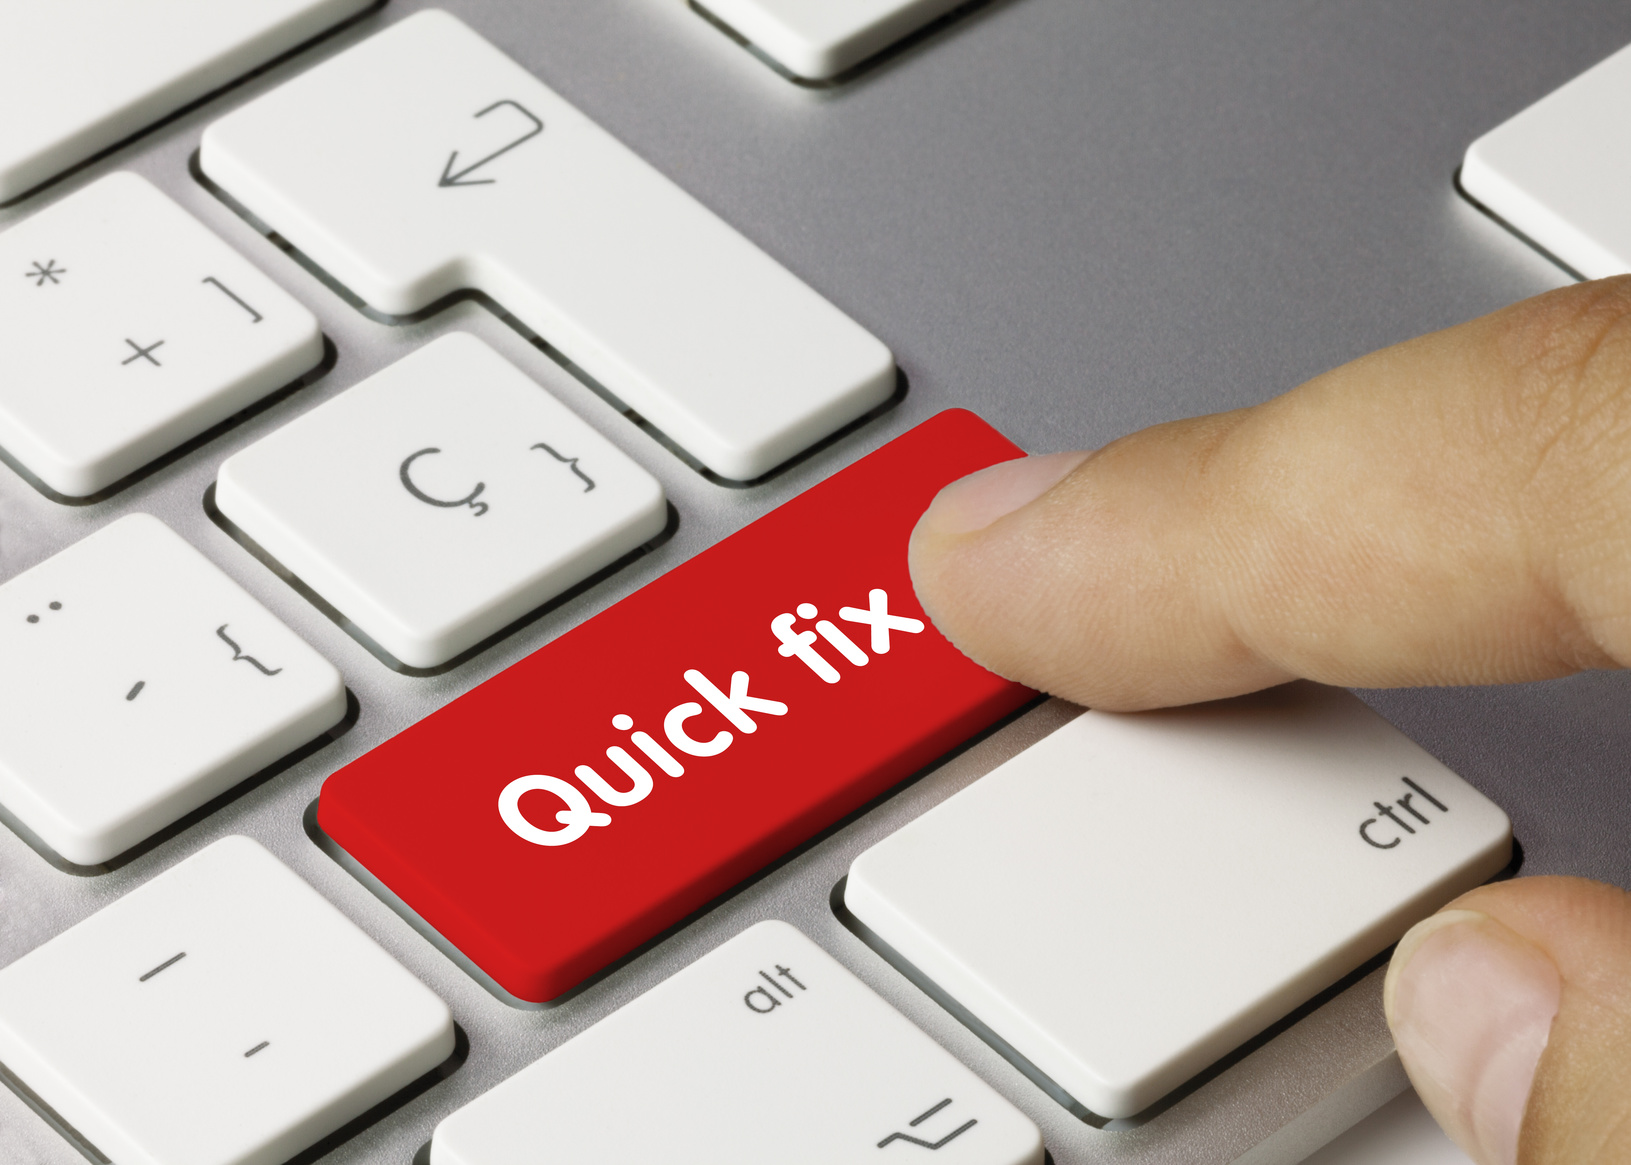 *
+ ]
Ç }
¨
´ {
Quick fix
_
-
ctrl
alt